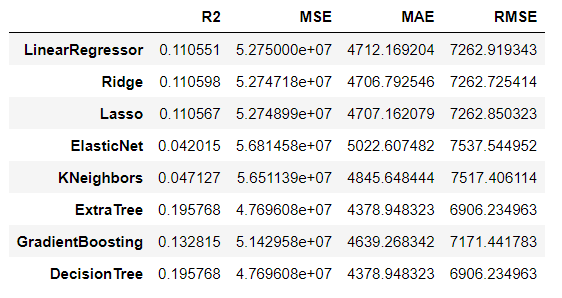 R2 MSE MAE RMSE
LinearRegressor 0.110551 5.275000e+07 4712.169204 7262.919343
Ridge 0.110598 5.274718e+07 4706.792546 7262.725414
Lasso 0.110567 5.274899e+07 4707.162079 7262.850323
ElasticNet 0.042015 5.681458e+07 5022.607482 7537.544952
KNeighbors 0.047127 5.651139e+07 4845.648444 7517.406114
ExtraTree 0.195768 4.769608e+07 4378.948323 6906.234963
GradientBoosting 0.132815 5.142958e+07 4639.268342 7171.441783
DecisionTree 0.195768 4.769608e+07 4378.948323 6906.234963